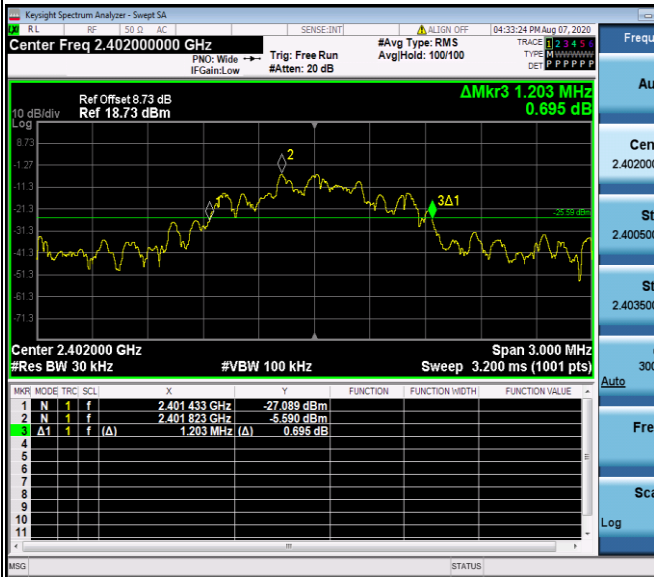 Keysight Spectrum Analyzer - Swept SA
RL RF 50 Ω AC SENSE:INT ALIGN OFF 04:33:24 PM Aug 07, 2020
Center Freq 2.402000000 GHz
PNO: Wide
IFGain:Low
Trig: Free Run
#Atten: 20 dB
#Avg Type: RMS
Avg|Hold: 100/100
TRACE 1 2 3 4 5 6
TYPE M W W W W W
DET P P P P P P
Frequ
10 dB/div
Log
Ref Offset 8.73 dB
Ref 18.73 dBm
ΔMkr3 1.203 MHz
0.695 dB
8.73
-1.27
-11.3
-21.3
-31.3
-41.3
-51.3
-61.3
-71.3
1
2
3Δ1
-25.59 dBm
Center 2.402000 GHz Span 3.000 MHz
#Res BW 30 kHz #VBW 100 kHz Sweep 3.200 ms (1001 pts)
MKR MODE TRC SCL X Y FUNCTION FUNCTION WIDTH FUNCTION VALUE
1 N 1 f 2.401 433 GHz -27.089 dBm
2 N 1 f 2.401 823 GHz -5.590 dBm
3 Δ1 1 f (Δ) 1.203 MHz (Δ) 0.695 dB
4
5
6
7
8
9
10
11
MSG STATUS
Au
Cen
2.402000
St
2.400500
St
2.403500
300
Auto
Fre
Sca
Log